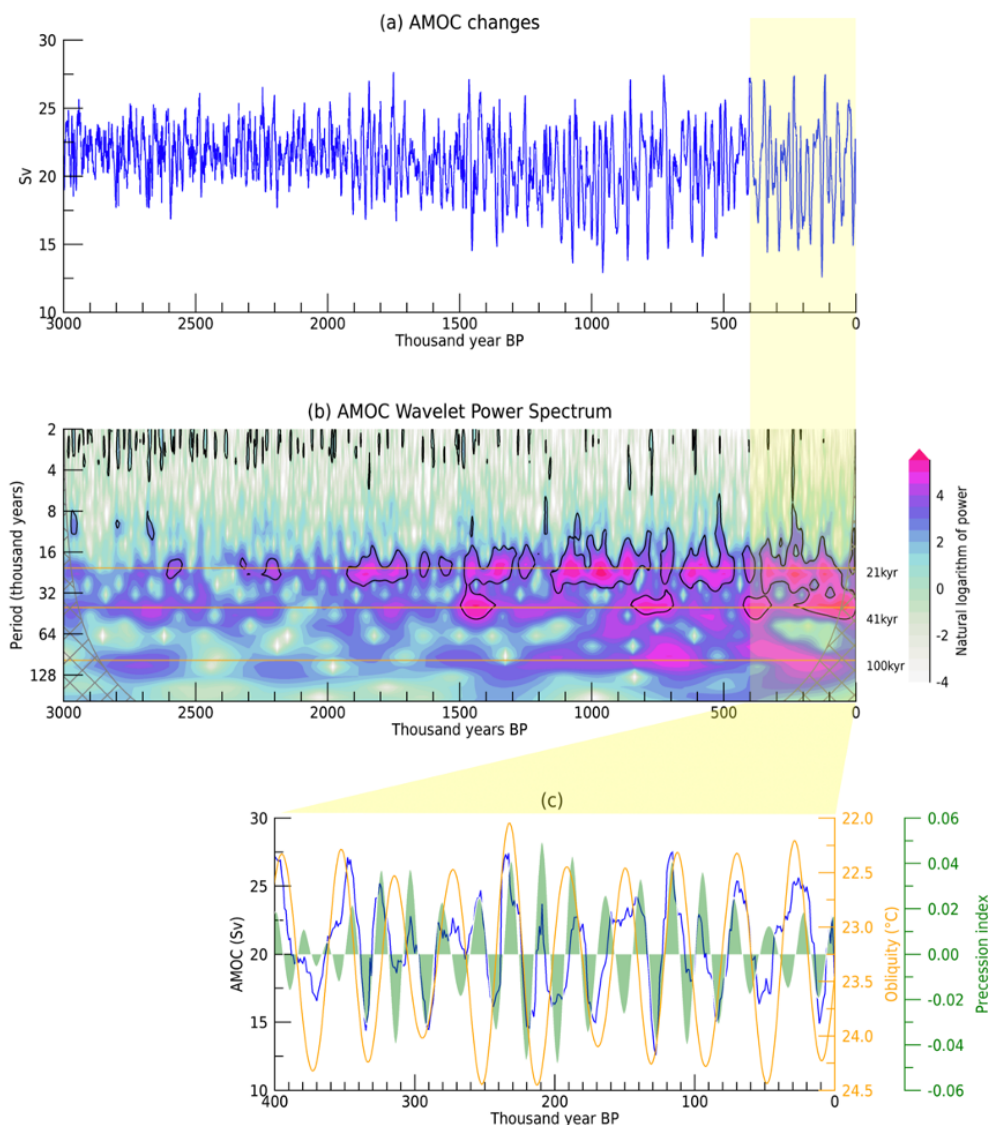 (a) AMOC changes
30
25
20
15
10
Sv
3000 2500 2000 1500 1000 500 0
Thousand year BP
(b) AMOC Wavelet Power Spectrum
2
4
8
16
32
64
128
Period (thousand years)
21kyr
41kyr
100kyr
4
2
0
-2
-4
Natural logarithm of power
3000 2500 2000 1500 1000 500 0
Thousand years BP
(c)
30
25
20
15
10
AMOC (Sv)
22.0
22.5
23.0
23.5
24.0
24.5
Obliquity (°C)
0.06
0.04
0.02
0.00
-0.02
-0.04
-0.06
Precession index
400 300 200 100 0
Thousand year BP